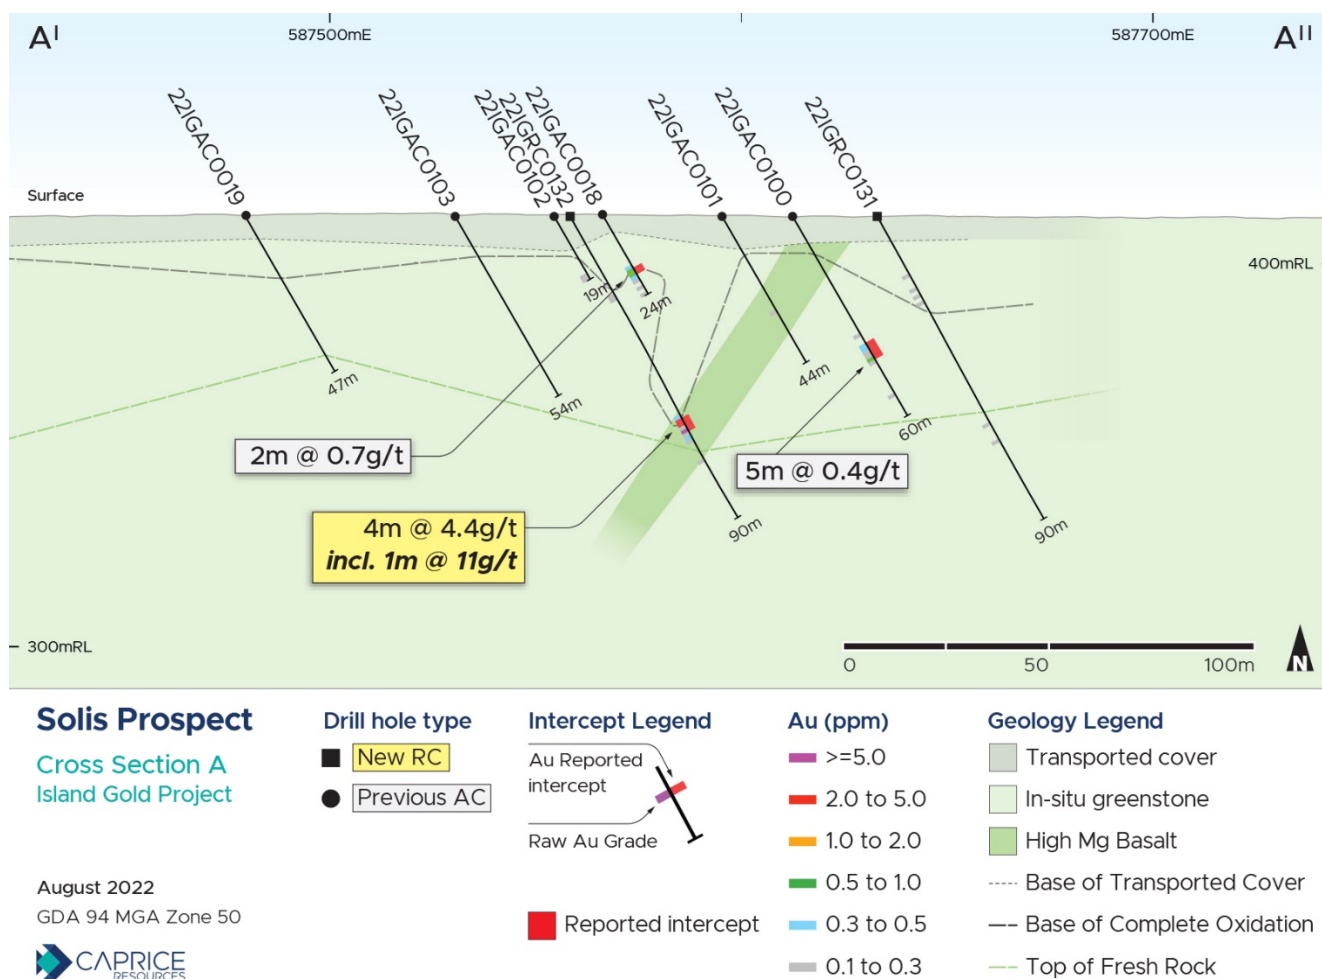 A|
587500mE
587700mE
A||
22IGAC0019
22IGAC0103
22IGAC0102
22IGRC0132
22IGAC0018
22IGAC0101
22IGAC0100
22IGRC0131
Surface
400mRL
19m
24m
47m
54m
44m
60m
2m @ 0.7g/t
5m @ 0.4g/t
4m @ 4.4g/t
incl. 1m @ 11g/t
90m
90m
300mRL
0
50
100m
N
Solis Prospect
Cross Section A
Island Gold Project
August 2022
GDA 94 MGA Zone 50
CAPRICE
RESOURCES
Drill hole type
New RC
Previous AC
Intercept Legend
Au Reported
intercept
Raw Au Grade
Reported intercept
Au (ppm)
>=5.0
2.0 to 5.0
1.0 to 2.0
0.5 to 1.0
0.3 to 0.5
0.1 to 0.3
Geology Legend
Transported cover
In-situ greenstone
High Mg Basalt
Base of Transported Cover
Base of Complete Oxidation
Top of Fresh Rock